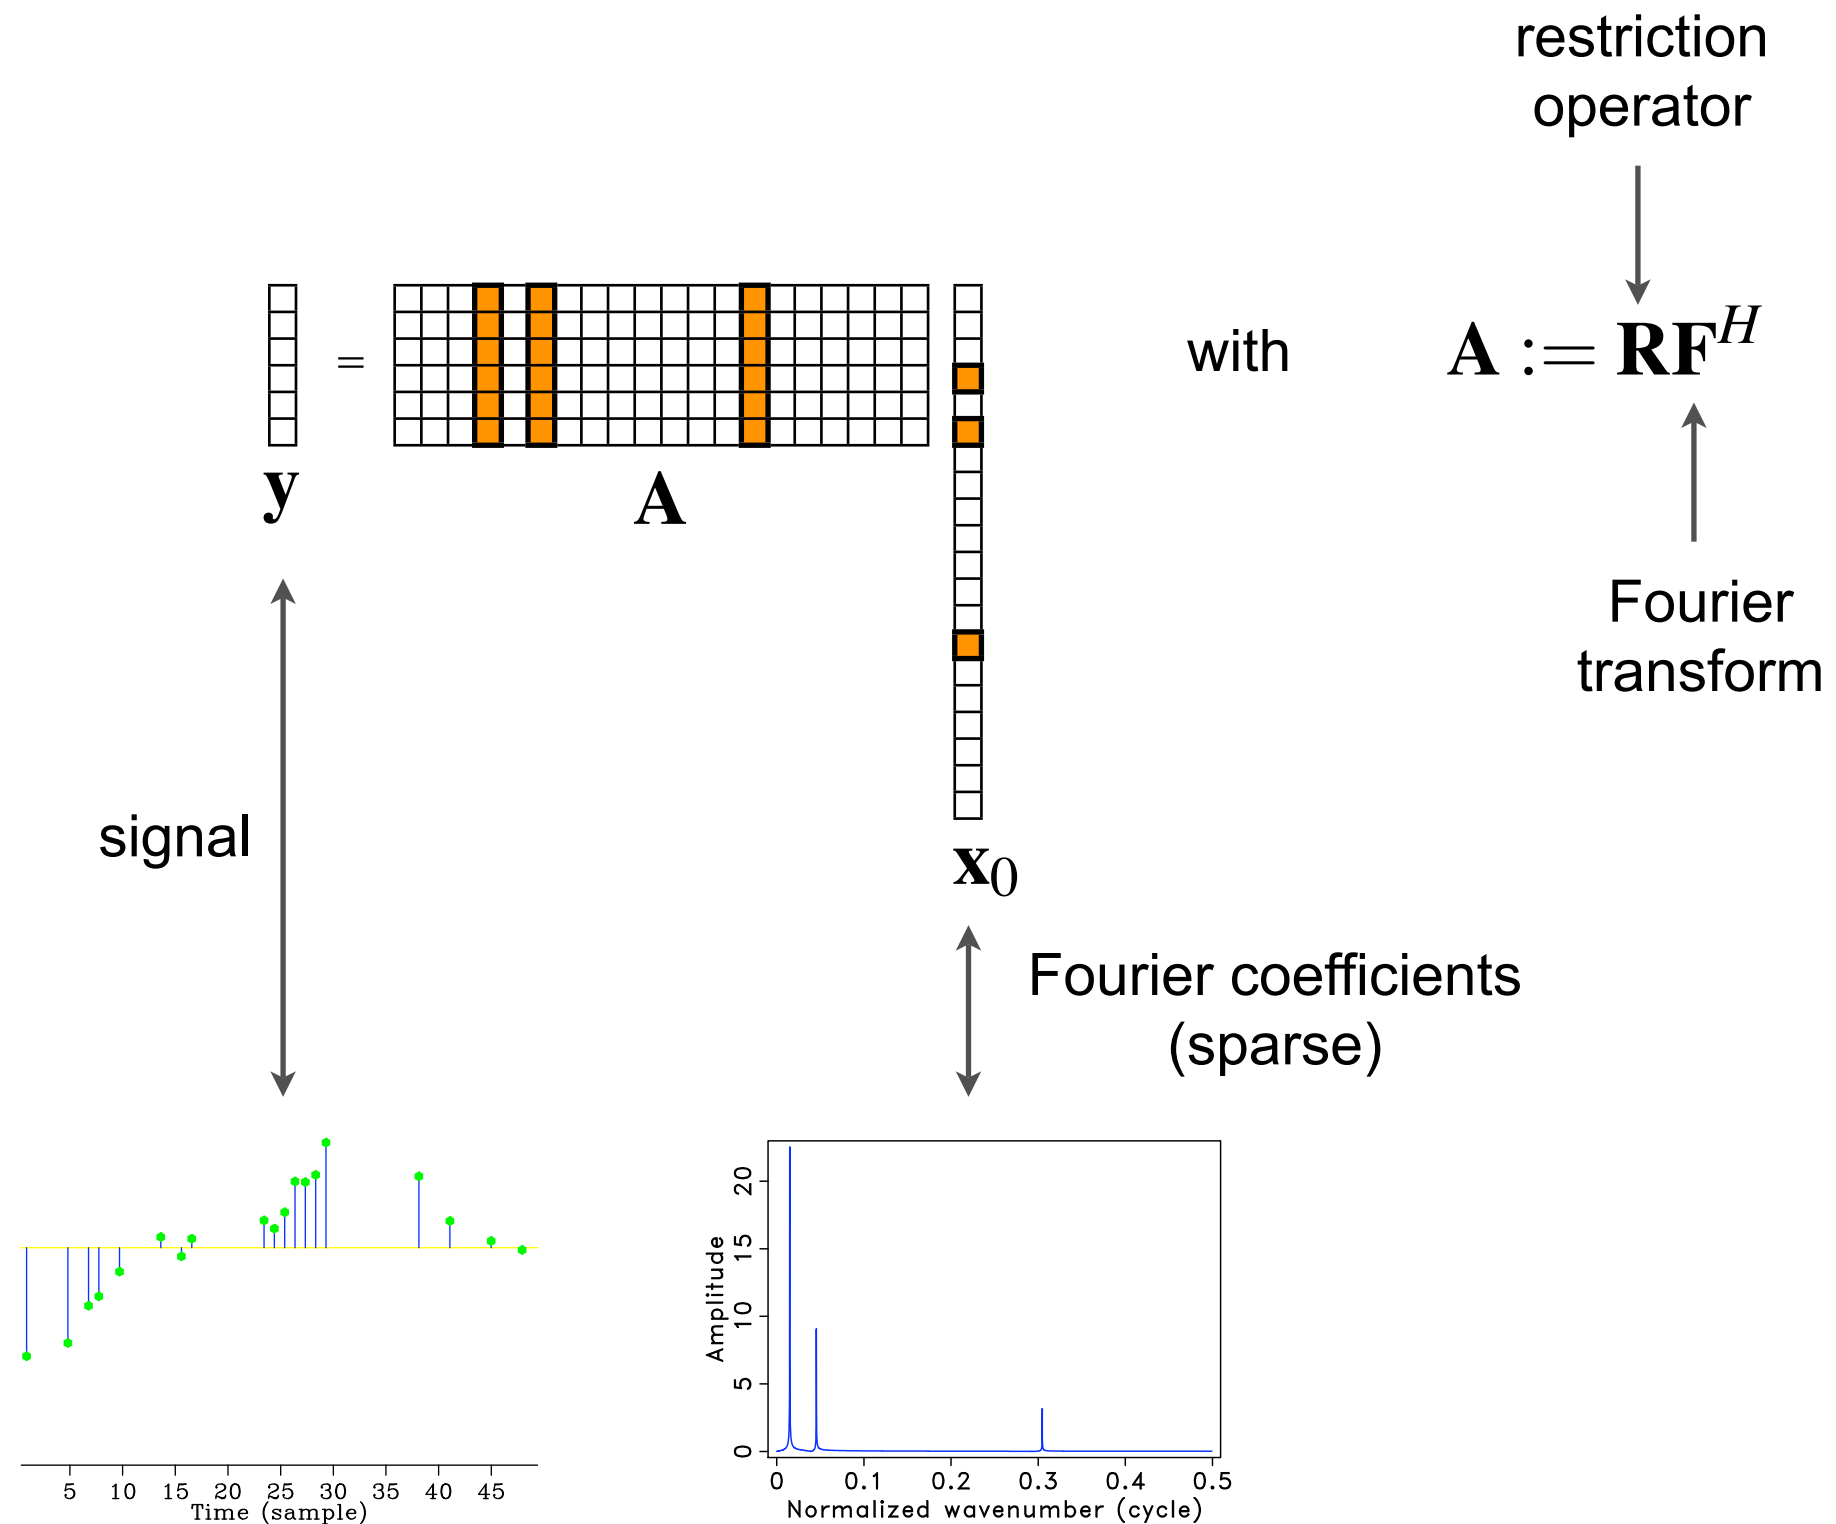 restriction
operator
=
with
A := RF^H
y
A
Fourier
transform
signal
x_0
Fourier coefficients
(sparse)
Amplitude
20
15
10
5
0
0 0.1 0.2 0.3 0.4 0.5
Normalized wavenumber (cycle)
5 10 15 20 25 30 35 40 45
Time (sample)